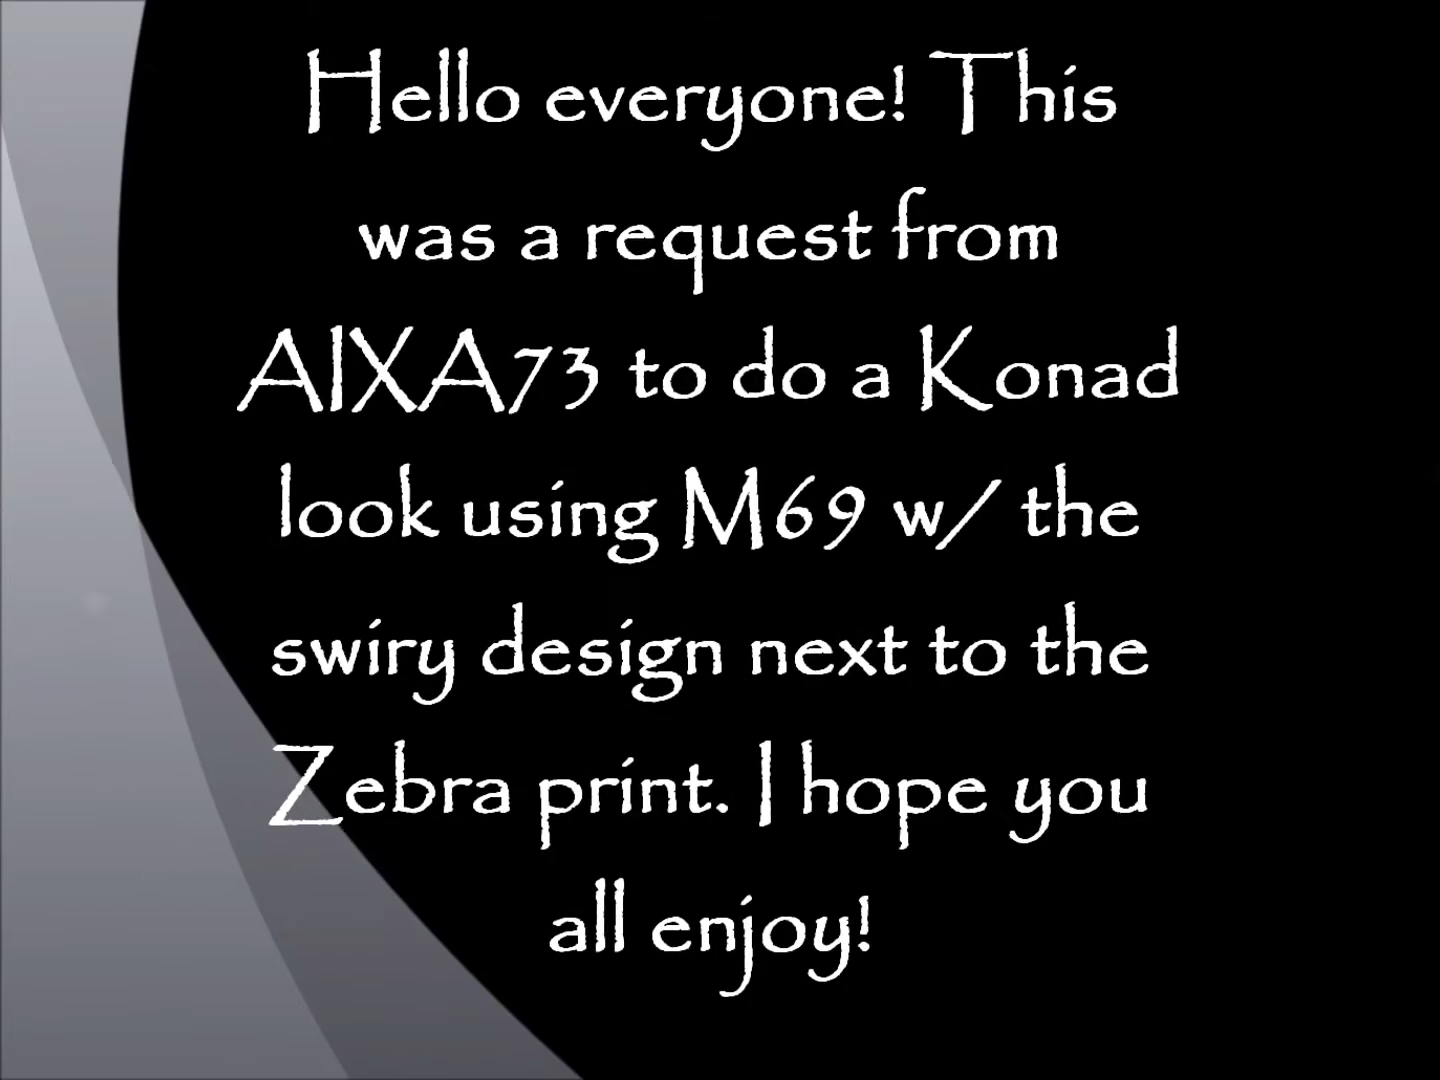 Hello everyone! This
was a request from
AIXA73 to do a Konad
look using M69 w/ the
swiry design next to the
Zebra print. I hope you
all enjoy!